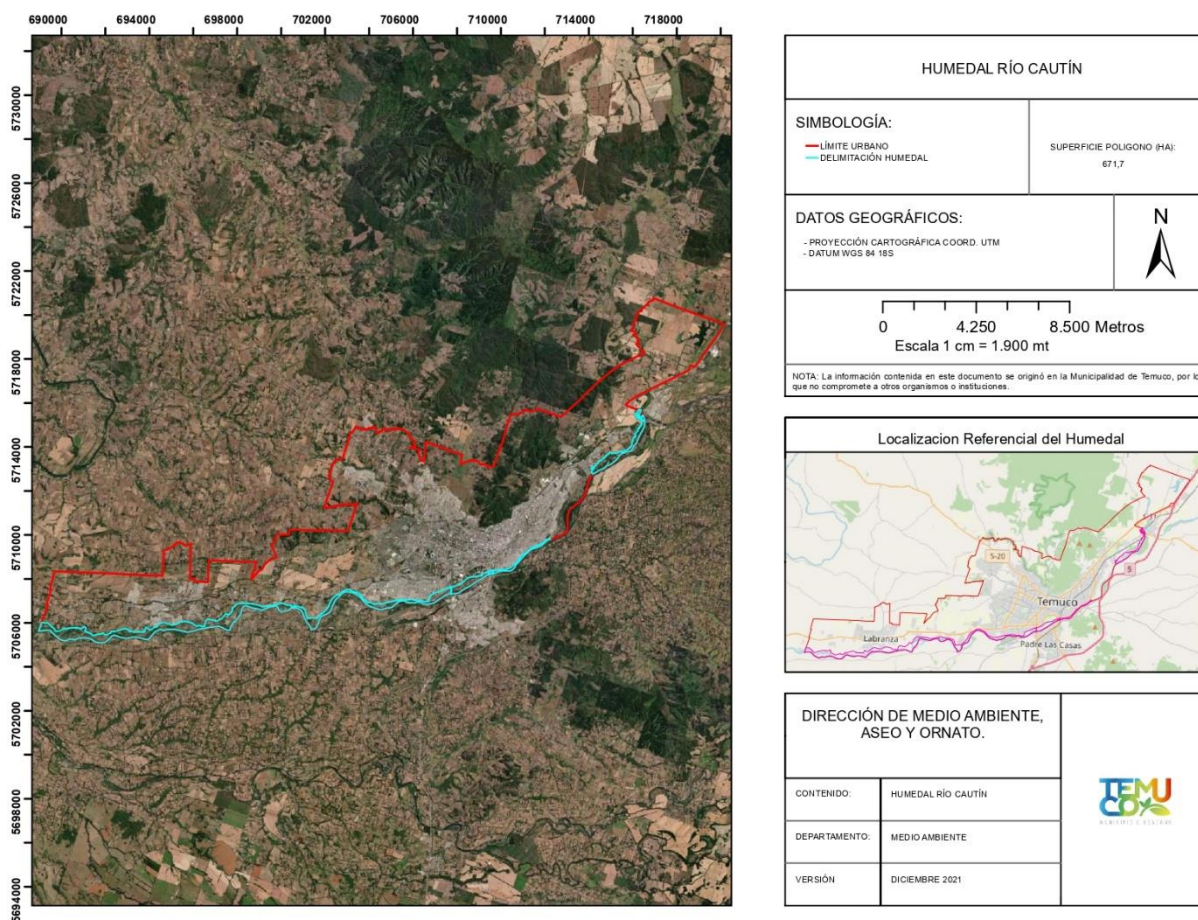 690000 694000 698000 702000 706000 710000 714000 718000
5730000
5726000
5722000
5718000
5714000
5710000
5706000
5702000
5698000
5694000
HUMEDAL RÍO CAUTÍN
SIMBOLOGÍA:
LÍMITE URBANO
DELIMITACIÓN HUMEDAL
SUPERFICIE POLIGONO (HA):
671,7
DATOS GEOGRÁFICOS:
- PROYECCIÓN CARTOGRAFICA COORD. UTM
- DATUM WGS 84 18S
N
0 4.250 8.500 Metros
Escala 1 cm = 1.900 mt
NOTA: La información contenida en este documento se originó en la Municipalidad de Temuco, por lo
que no compromete a otros organismos o instituciones.
Localizacion Referencial del Humedal
S-20
5
Temuco
Labranza
Padre Las Casas
DIRECCIÓN DE MEDIO AMBIENTE,
ASEO Y ORNATO.
CONTENIDO: HUMEDAL RÍO CAUTÍN
DEPARTAMENTO: MEDIO AMBIENTE
VERSIÓN DICIEMBRE 2021
TEMU
CO